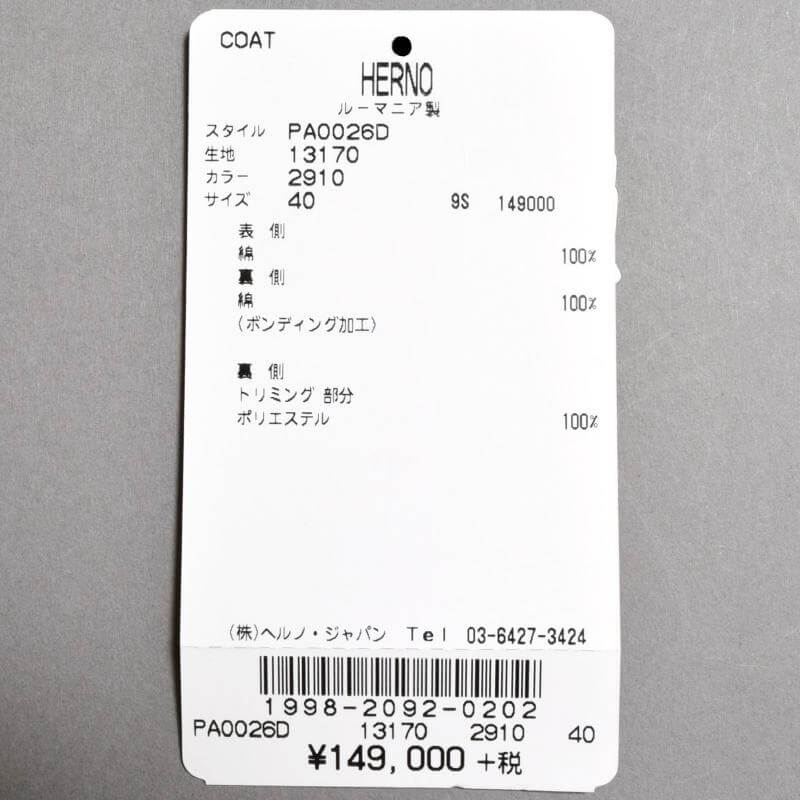 COAT
HERNO
ルーマニア製
スタイル PA0026D
生地 13170
カラー 2910
サイズ 40 9S 149000
表 側
綿 100%
裏 側
綿 100%
(ボンディング加工)
裏 側
トリミング 部分
ポリエステル 100%
(株)ヘルノ・ジャパン Tel 03-6427-3424
1998-2092-0202
PA0026D 13170 2910 40
¥149,000 +税